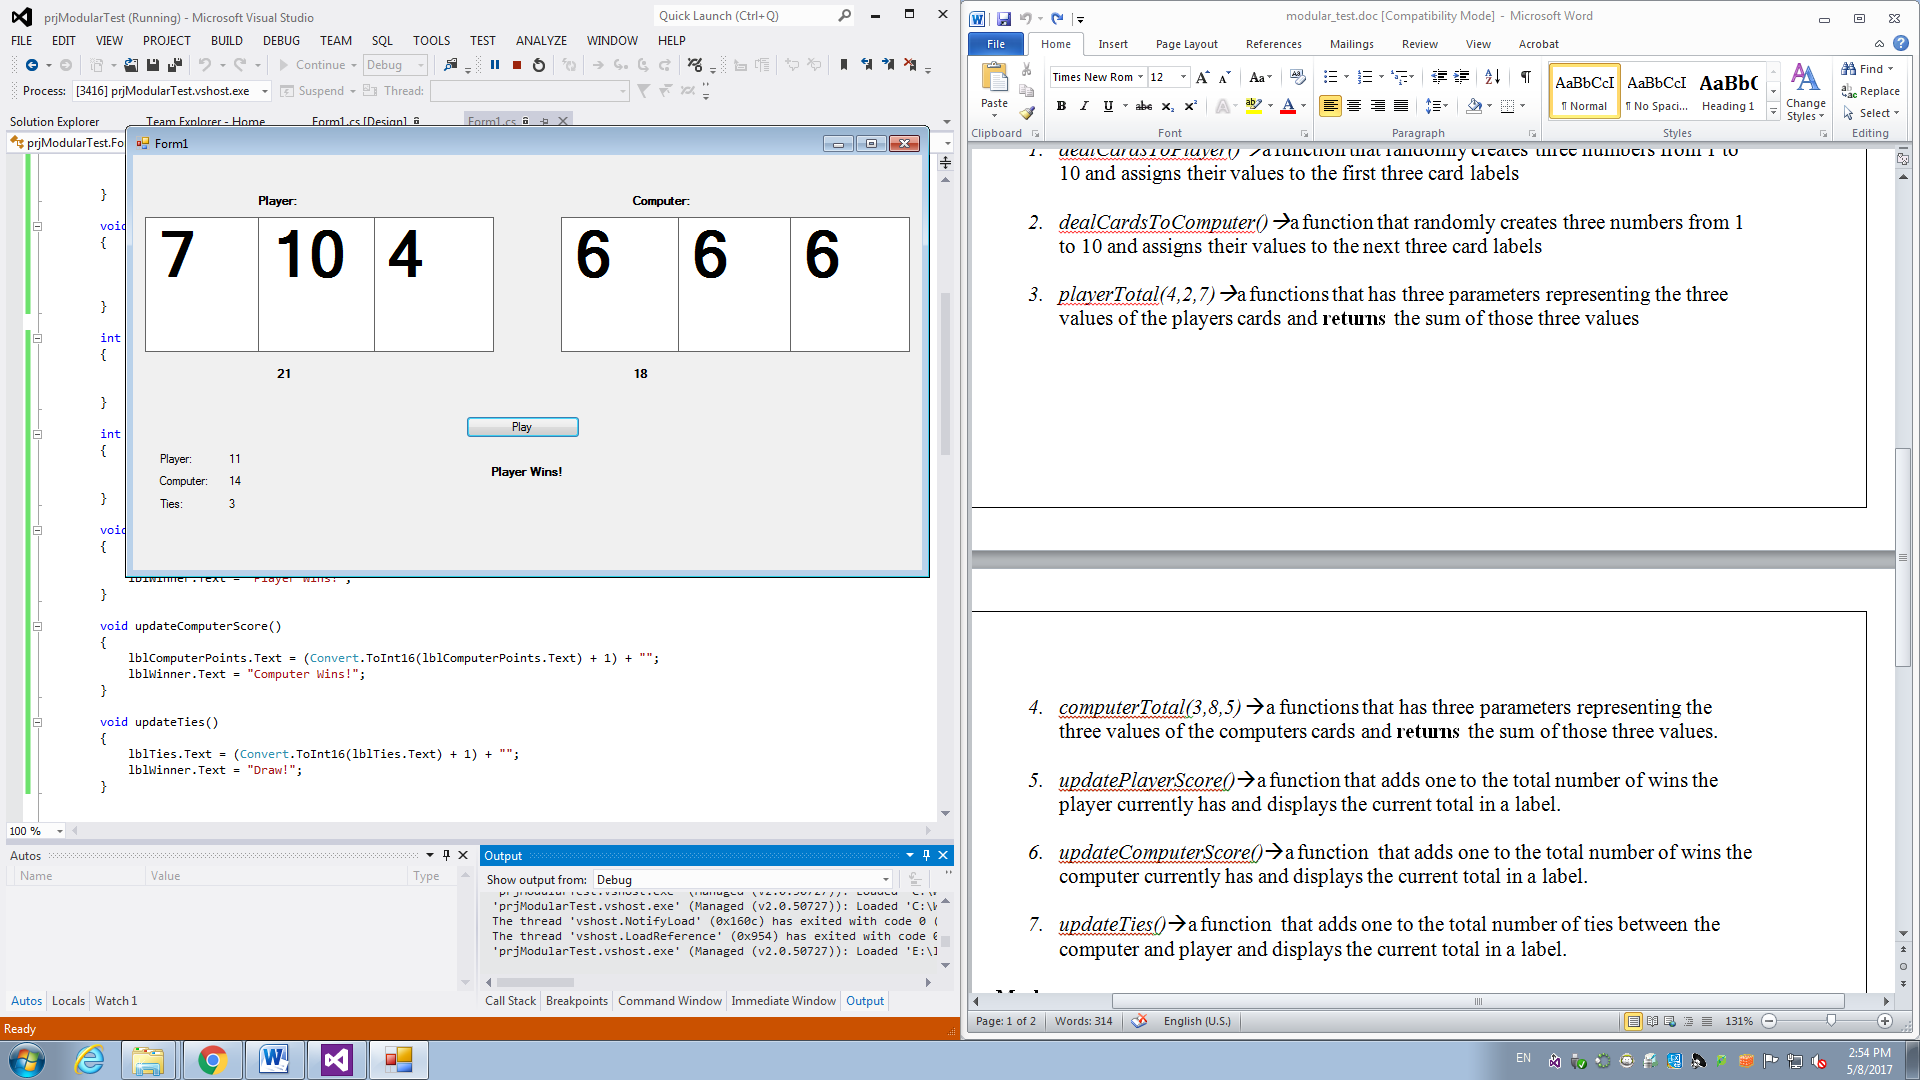 prjModularTest (Running) - Microsoft Visual Studio
Quick Launch (Ctrl+Q)
FILE EDIT VIEW PROJECT BUILD DEBUG TEAM SQL TOOLS TEST ANALYZE WINDOW HELP
Continue Debug
Process: [3416] prjModularTest.vshost.exe Suspend Thread:
Solution Explorer Team Explorer - Home Form1.cs [Design] Form1.cs
prjModularTest.Fo
Form1
Player: Computer:
7 10 4 6 6 6
21 18
Play
Player Wins!
Player: 11
Computer: 14
Ties: 3
}
void
{
}
int
{
}
int
{
}
void
{
lblWinner.Text = "Player Wins!";
}
void updateComputerScore()
{
lblComputerPoints.Text = (Convert.ToInt16(lblComputerPoints.Text) + 1) + "";
lblWinner.Text = "Computer Wins!";
}
void updateTies()
{
lblTies.Text = (Convert.ToInt16(lblTies.Text) + 1) + "";
lblWinner.Text = "Draw!";
}
100 %
Autos
Name Value Type
Autos Locals Watch 1
Output
Show output from: Debug
'prjModularTest.vshost.exe' (Managed (v2.0.50727)): Loaded 'C:\W
'prjModularTest.vshost.exe' (Managed (v2.0.50727)): Loaded 'C:\W
The thread 'vshost.NotifyLoad' (0x160c) has exited with code 0 (
The thread 'vshost.LoadReference' (0x954) has exited with code 0
'prjModularTest.vshost.exe' (Managed (v2.0.50727)): Loaded 'E:\I
Call Stack Breakpoints Command Window Immediate Window Output
Ready
modular_test.doc [Compatibility Mode] - Microsoft Word
File Home Insert Page Layout References Mailings Review View Acrobat
Paste
Clipboard
Times New Rom 12
B I U abc x₂ x²
Font
Paragraph
AaBbCcI AaBbCcI AaBbC
¶ Normal ¶ No Spaci... Heading 1
Change Styles
Styles
Find
Replace
Select
Editing
1. dealCardsToPlayer() →a function that randomly creates three numbers from 1 to
10 and assigns their values to the first three card labels
2. dealCardsToComputer() →a function that randomly creates three numbers from 1
to 10 and assigns their values to the next three card labels
3. playerTotal(4,2,7) →a functions that has three parameters representing the three
values of the players cards and returns the sum of those three values
4. computerTotal(3,8,5) →a functions that has three parameters representing the
three values of the computers cards and returns the sum of those three values.
5. updatePlayerScore()→a function that adds one to the total number of wins the
player currently has and displays the current total in a label.
6. updateComputerScore()→a function that adds one to the total number of wins the
computer currently has and displays the current total in a label.
7. updateTies()→a function that adds one to the total number of ties between the
computer and player and displays the current total in a label.
Page: 1 of 2 Words: 314 English (U.S.) 131%
EN
2:54 PM
5/8/2017